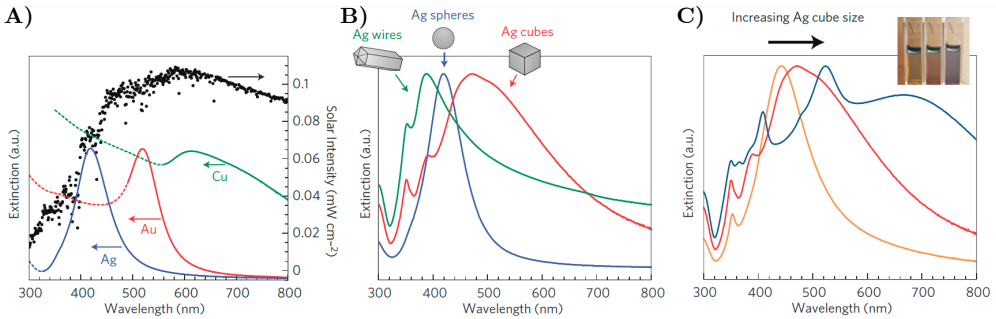 A)
Extinction (a.u.)
Cu
Au
Ag
0.1
0.08
0.06
0.04
0.02
0
Solar Intensity (mW cm−2)
300 400 500 600 700 800
Wavelength (nm)
B)
Ag spheres
Ag wires
Ag cubes
Extinction (a.u.)
300 400 500 600 700 800
Wavelength (nm)
C)
Increasing Ag cube size
Extinction (a.u.)
300 400 500 600 700 800
Wavelength (nm)